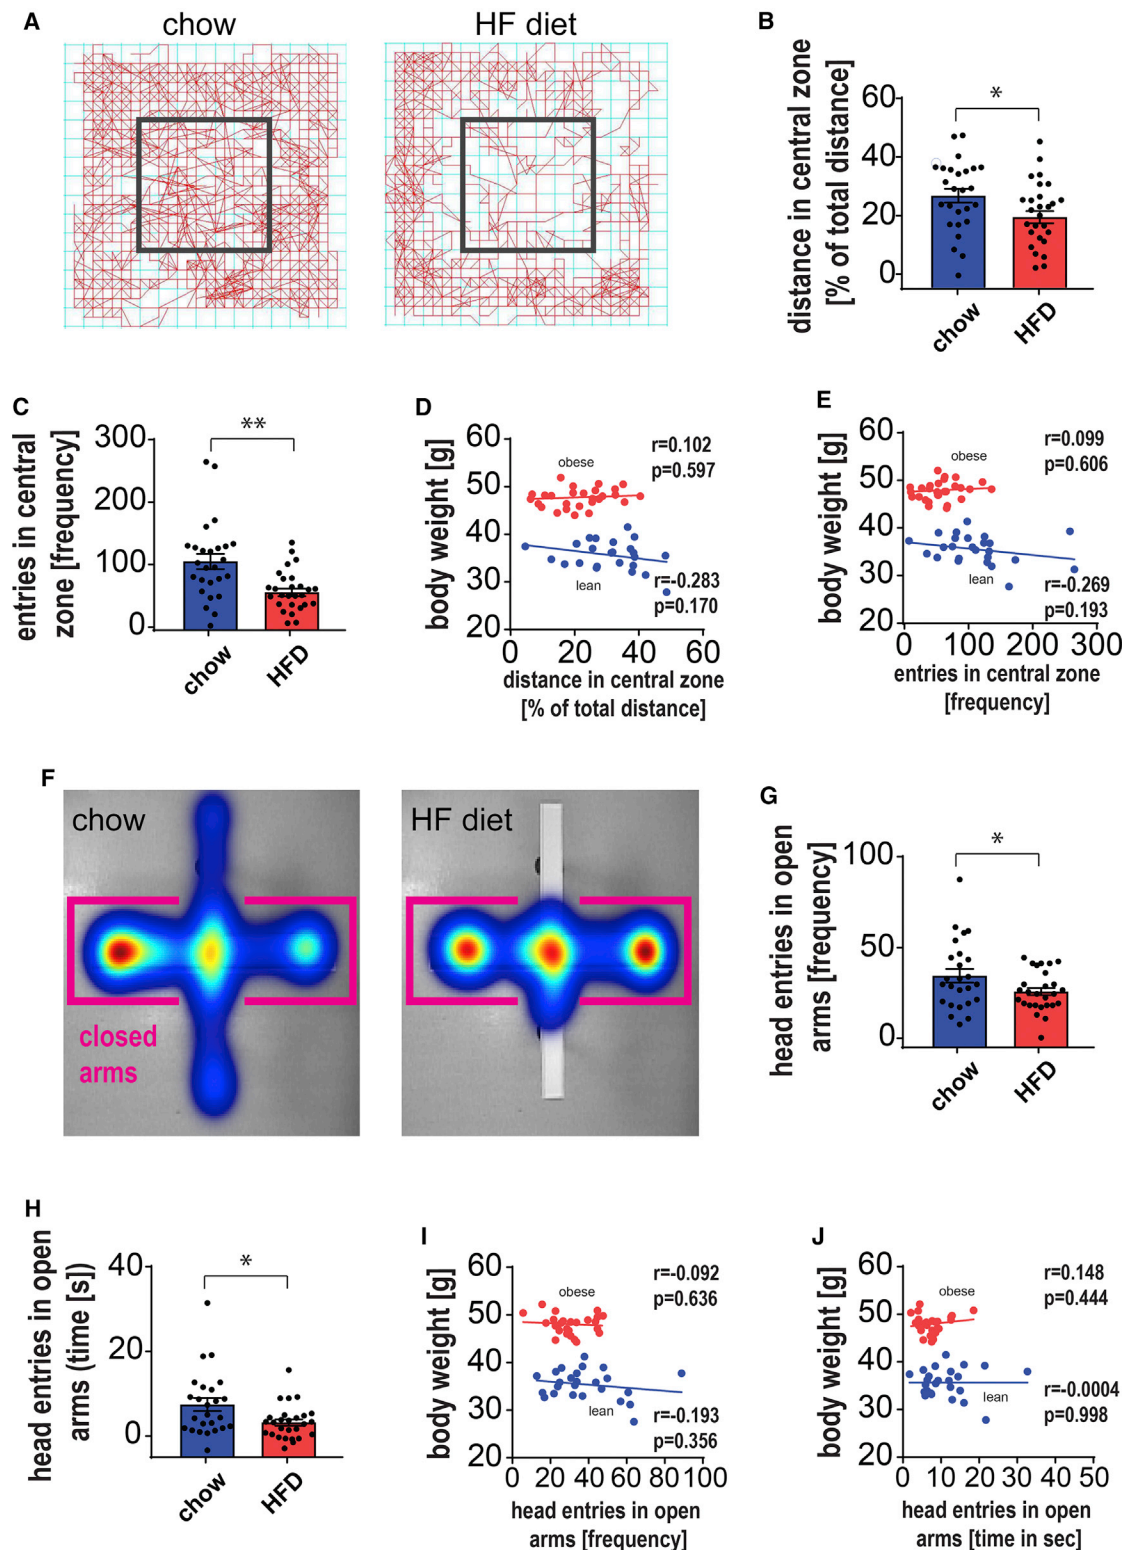 A
chow
HF diet
B
distance in central zone
[% of total distance]
60
40
20
0
*
chow
HFD
C
entries in central
zone [frequency]
300
200
100
0
**
chow
HFD
D
body weight [g]
60
50
40
30
20
obese
lean
r=0.102
p=0.597
r=-0.283
p=0.170
0
20
40
60
distance in central zone
[% of total distance]
E
body weight [g]
60
50
40
30
20
obese
lean
r=0.099
p=0.606
r=-0.269
p=0.193
0
100
200
300
entries in central zone
[frequency]
F
chow
closed
arms
HF diet
G
head entries in open
arms [frequency]
100
50
0
*
chow
HFD
H
head entries in open
arms (time [s])
40
20
0
*
chow
HFD
I
body weight [g]
60
50
40
30
20
obese
lean
r=-0.092
p=0.636
r=-0.193
p=0.356
0
20
40
60
80
100
head entries in open
arms [frequency]
J
body weight [g]
60
50
40
30
20
obese
lean
r=0.148
p=0.444
r=-0.0004
p=0.998
0
10
20
30
40
50
head entries in open
arms [time in sec]